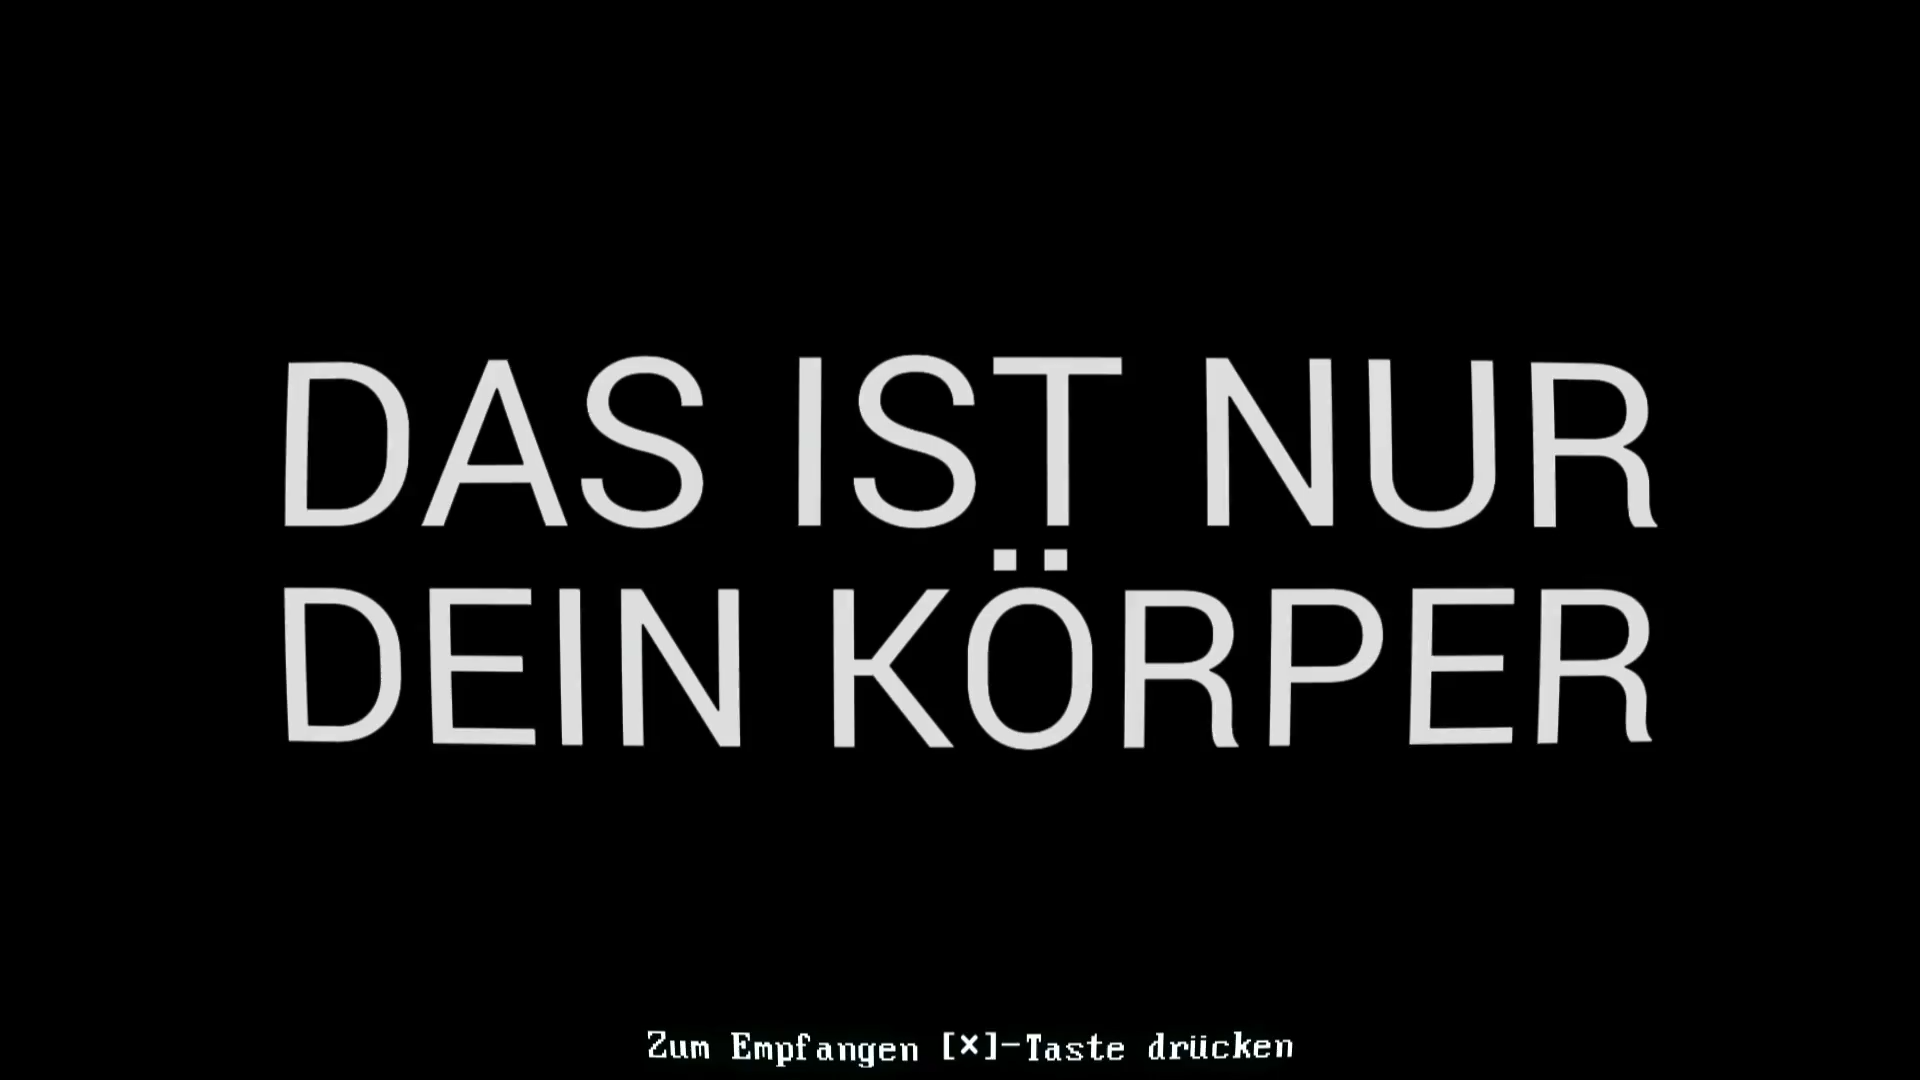 DAS IST NUR
DEIN KÖRPER
Zum Empfangen [×]-Taste drücken